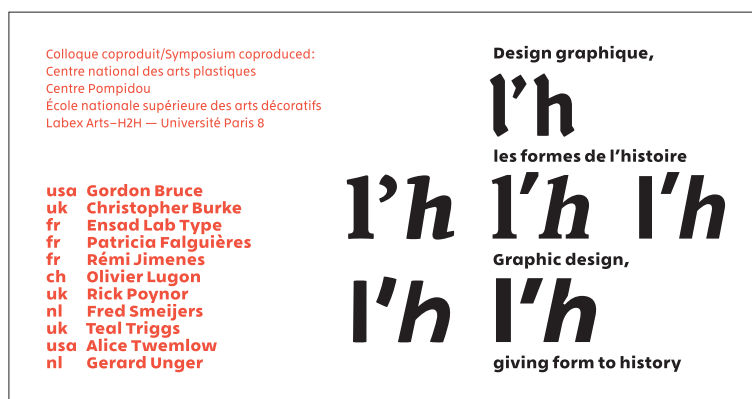 Colloque coproduit/Symposium coproduced:
Centre national des arts plastiques
Centre Pompidou
École nationale supérieure des arts décoratifs
Labex Arts–H2H — Université Paris 8
usa Gordon Bruce
uk Christopher Burke
fr Ensad Lab Type
fr Patricia Falguières
fr Rémi Jimenes
ch Olivier Lugon
uk Rick Poynor
nl Fred Smeijers
uk Teal Triggs
usa Alice Twemlow
nl Gerard Unger
Design graphique,
l’h
les formes de l’histoire
l’h l’h l’h
Graphic design,
l’h l’h
giving form to history